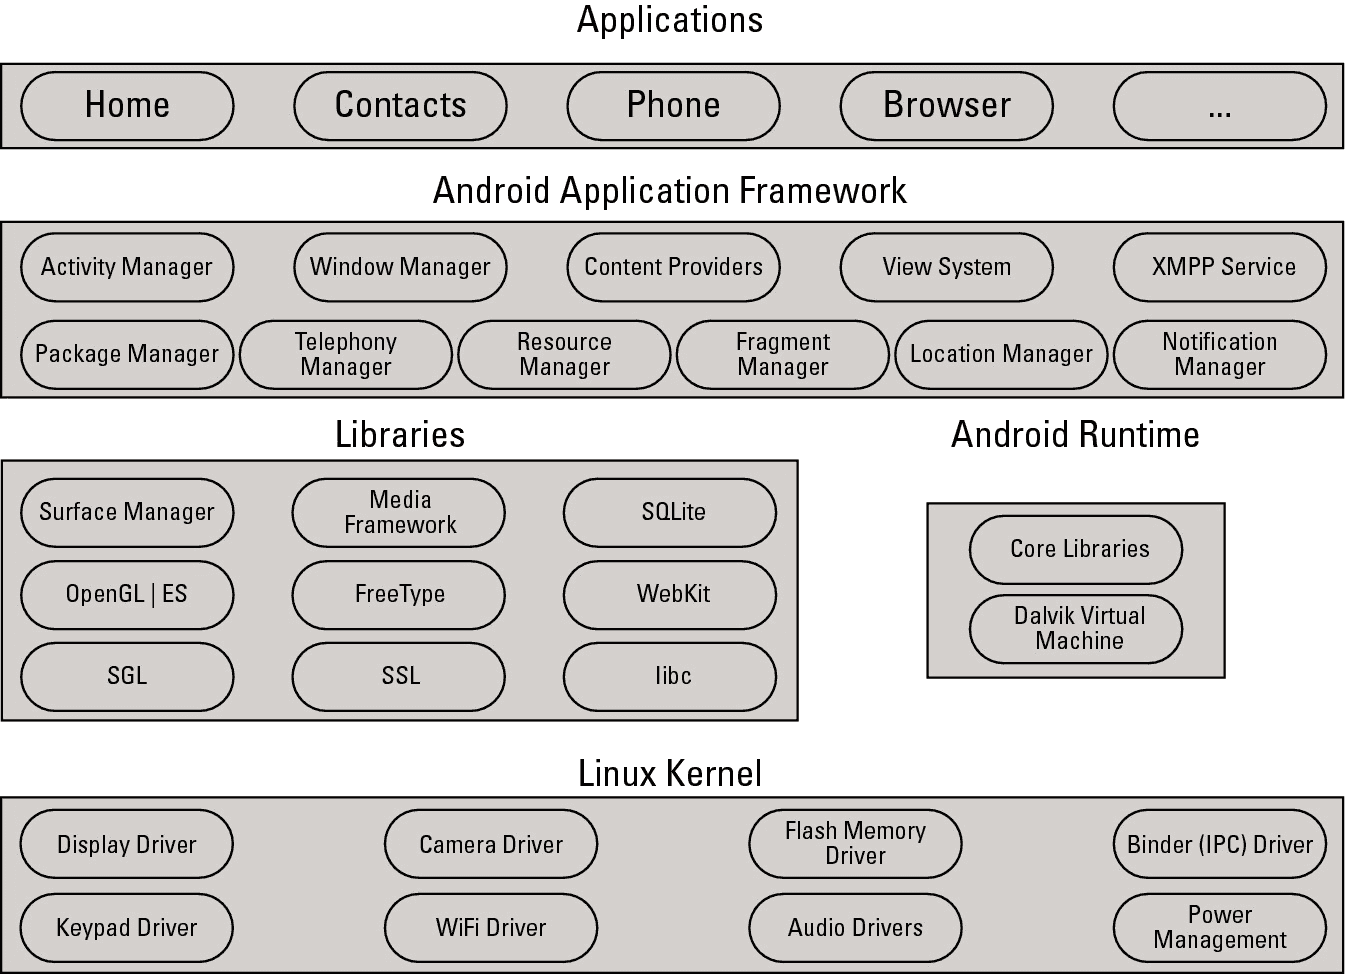 Applications
Home
Contacts
Phone
Browser
...
Android Application Framework
Activity Manager
Window Manager
Content Providers
View System
XMPP Service
Package Manager
Telephony
Manager
Resource
Manager
Fragment
Manager
Location Manager
Notification
Manager
Libraries
Surface Manager
Media
Framework
SQLite
OpenGL | ES
FreeType
WebKit
SGL
SSL
libc
Android Runtime
Core Libraries
Dalvik Virtual
Machine
Linux Kernel
Display Driver
Camera Driver
Flash Memory
Driver
Binder (IPC) Driver
Keypad Driver
WiFi Driver
Audio Drivers
Power
Management